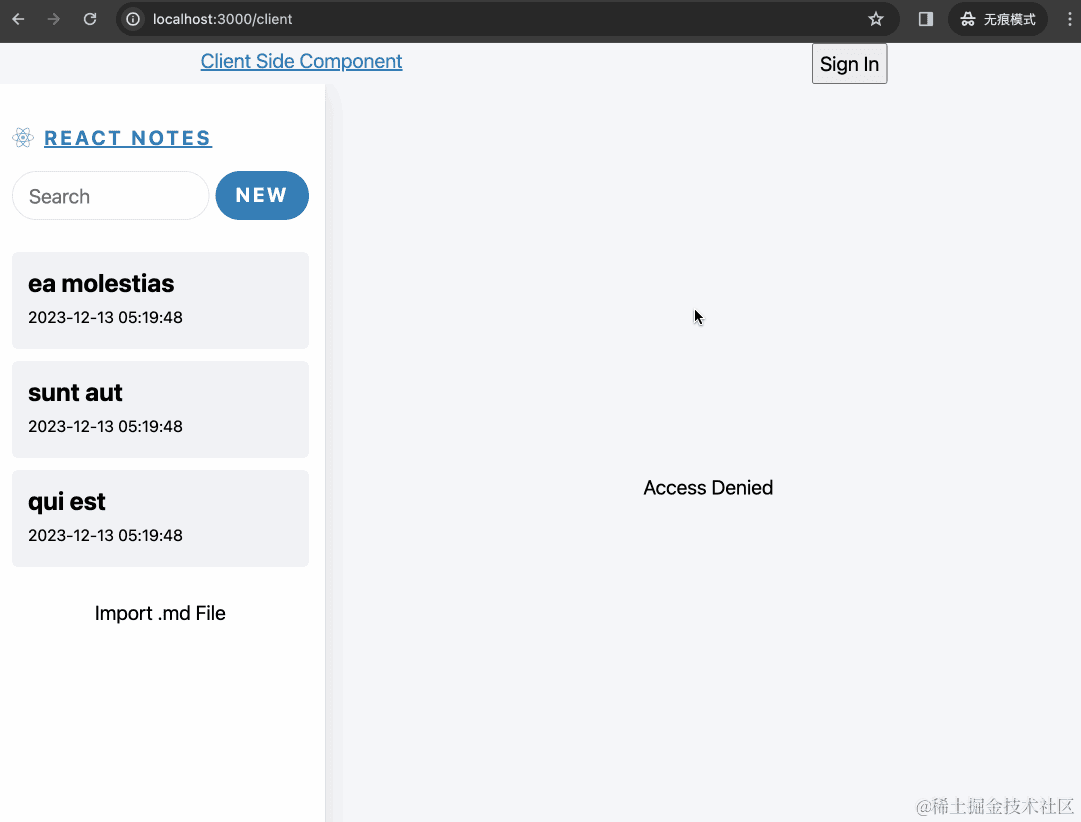 localhost:3000/client
无痕模式
Client Side Component
Sign In
REACT NOTES
Search
NEW
ea molestias
2023-12-13 05:19:48
sunt aut
2023-12-13 05:19:48
qui est
2023-12-13 05:19:48
Access Denied
Import .md File
@稀土掘金技术社区